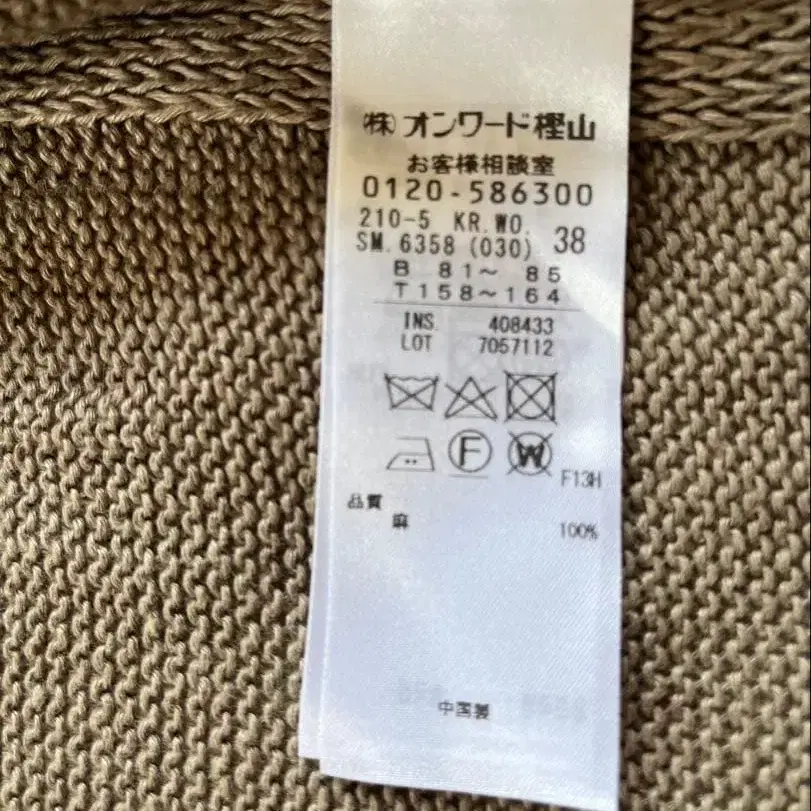 (株)オンワード樫山
お客様相談室
0120-586300
210-5 KR.WO.
SM.6358(030) 38
B 81〜 85
T158〜164
INS. 408433
LOT 7057112
F
W
F13H
品質
麻 100%
中国製